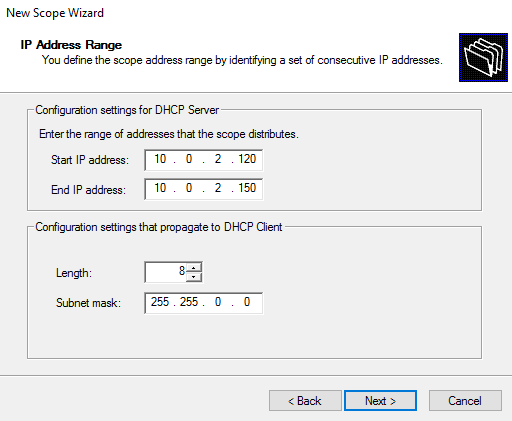 New Scope Wizard
IP Address Range
You define the scope address range by identifying a set of consecutive IP addresses.
Configuration settings for DHCP Server
Enter the range of addresses that the scope distributes.
Start IP address: 10 . 0 . 2 . 120
End IP address: 10 . 0 . 2 . 150
Configuration settings that propagate to DHCP Client
Length: 8
Subnet mask: 255 . 255 . 0 . 0
< Back Next > Cancel